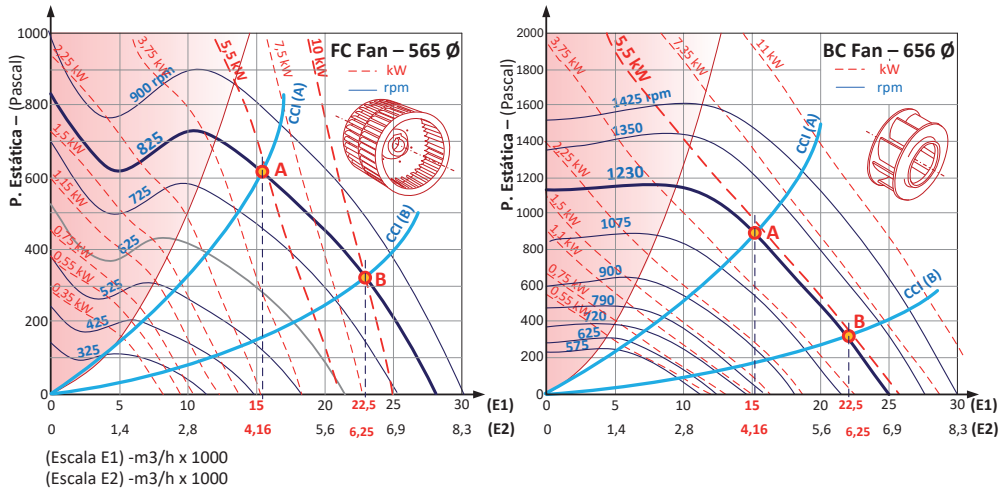 FC Fan – 565 Ø
kW
rpm
P. Estática – (Pascal)
1000
800
600
400
200
0
2,25 kW
3,75 kW
5,5 kW
7,5 kW
10 kW
1,5 kW
1,15 kW
0,75 kW
0,55 kW
0,35 kW
900 rpm
825
725
625
525
425
325
CCI (A)
CCI (B)
A
B
0 5 10 15 20 22,5 25 30 (E1)
0 1,4 2,8 4,16 5,6 6,25 6,9 8,3 (E2)
(Escala E1) -m3/h x 1000
(Escala E2) -m3/h x 1000
BC Fan – 656 Ø
kW
rpm
P. Estática – (Pascal)
2000
1800
1600
1400
1200
1000
800
600
400
200
0
3,75 kW
5,5 kW
7,35 kW
11 kW
2,25 kW
1,5 kW
1,1 kW
0,75 kW
0,55 kW
1425 rpm
1350
1230
1075
900
790
720
625
575
CCI (A)
CCI (B)
A
B
0 5 10 15 20 22,5 25 30 (E1)
0 1,4 2,8 4,16 5,6 6,25 6,9 8,3 (E2)